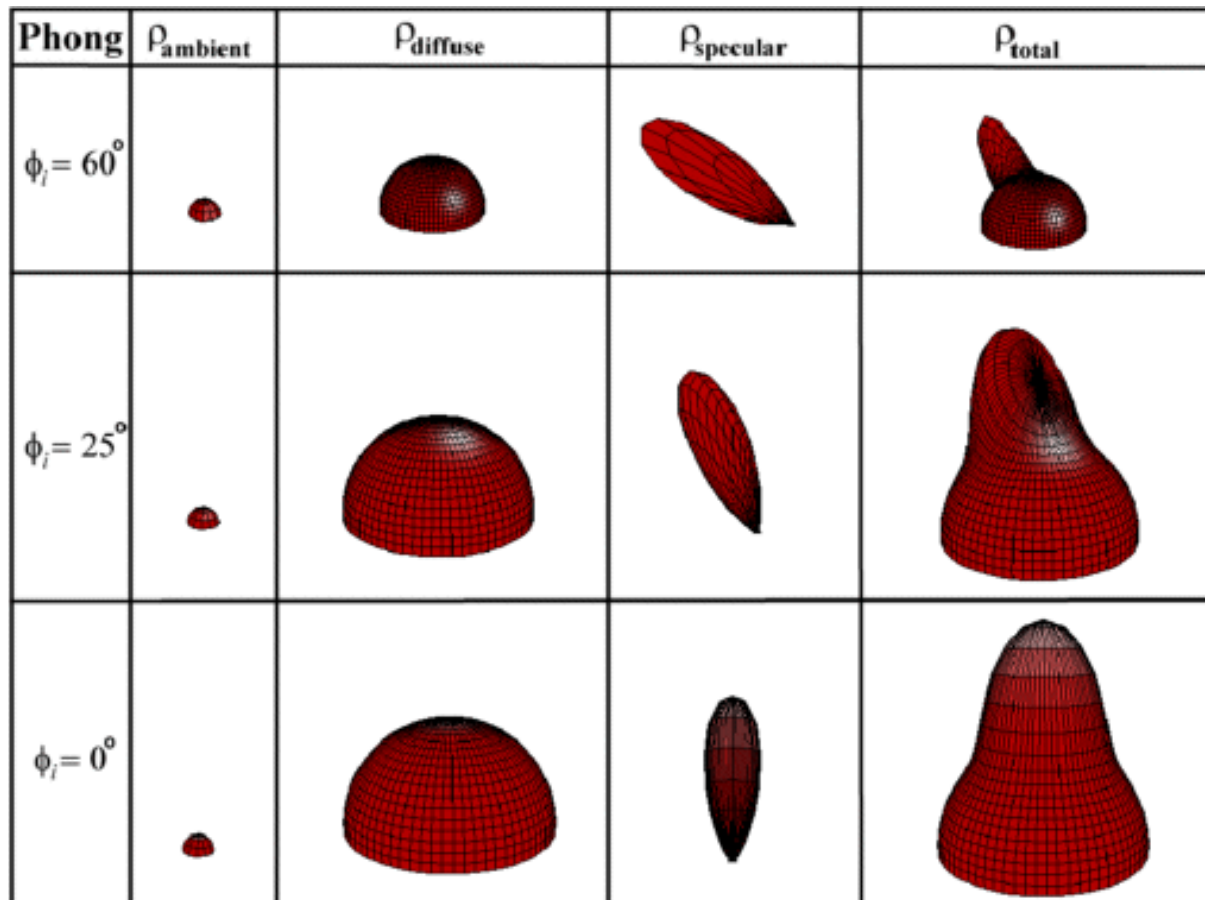 Phong ρambient ρdiffuse ρspecular ρtotal
ϕi = 60°
ϕi = 25°
ϕi = 0°